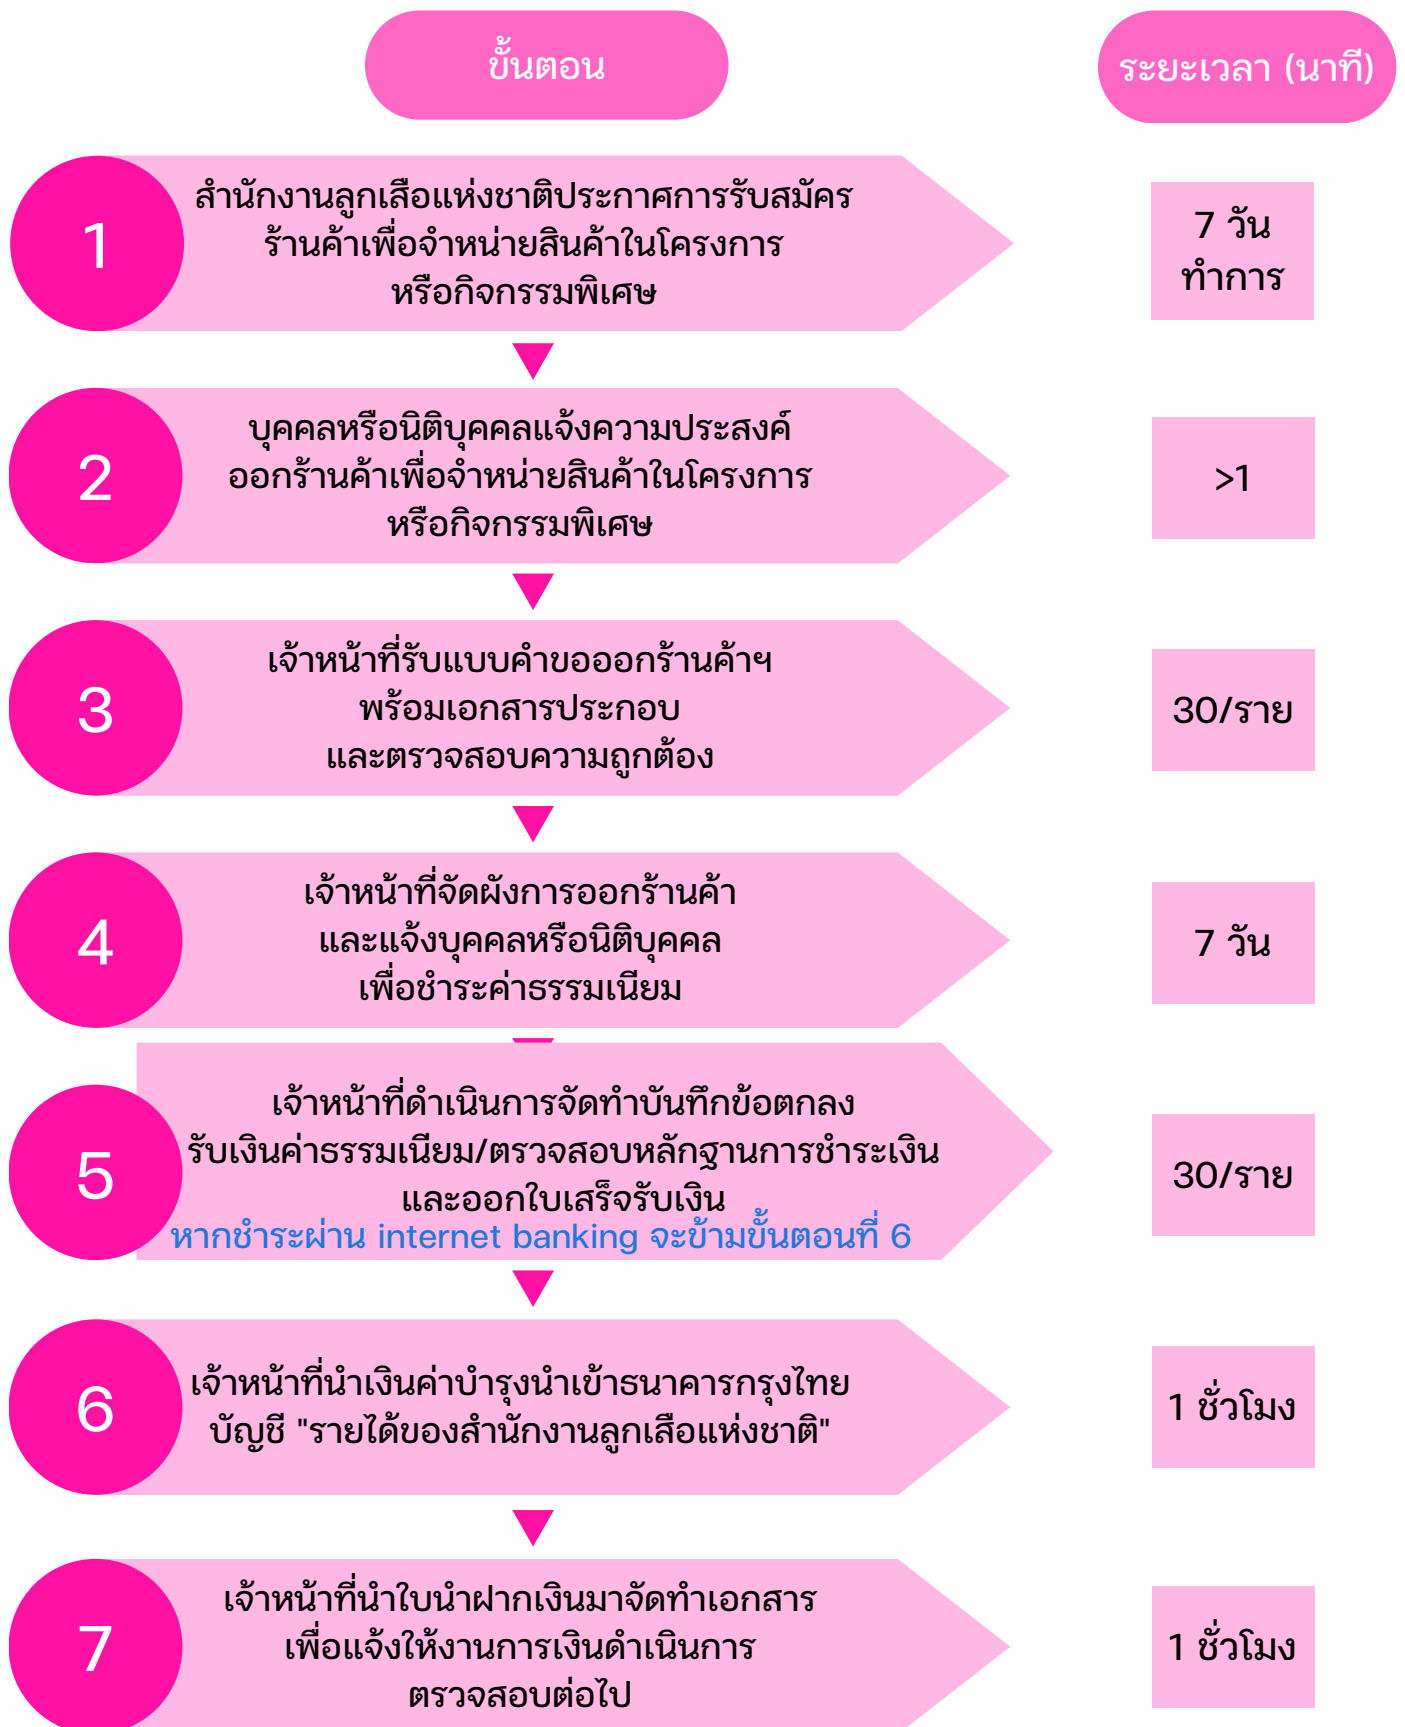 ขั้นตอน
ระยะเวลา (นาที)
1
สำนักงานลูกเสือแห่งชาติประกาศการรับสมัคร
ร้านค้าเพื่อจำหน่ายสินค้าในโครงการ
หรือกิจกรรมพิเศษ
7 วัน
ทำการ
2
บุคคลหรือนิติบุคคลแจ้งความประสงค์
ออกร้านค้าเพื่อจำหน่ายสินค้าในโครงการ
หรือกิจกรรมพิเศษ
>1
3
เจ้าหน้าที่รับแบบคำขอออกร้านค้าฯ
พร้อมเอกสารประกอบ
และตรวจสอบความถูกต้อง
30/ราย
4
เจ้าหน้าที่จัดผังการออกร้านค้า
และแจ้งบุคคลหรือนิติบุคคล
เพื่อชำระค่าธรรมเนียม
7 วัน
5
เจ้าหน้าที่ดำเนินการจัดทำบันทึกข้อตกลง
รับเงินค่าธรรมเนียม/ตรวจสอบหลักฐานการชำระเงิน
และออกใบเสร็จรับเงิน
หากชำระผ่าน internet banking จะข้ามขั้นตอนที่ 6
30/ราย
6
เจ้าหน้าที่นำเงินค่าบำรุงนำเข้าธนาคารกรุงไทย
บัญชี "รายได้ของสำนักงานลูกเสือแห่งชาติ"
1 ชั่วโมง
7
เจ้าหน้าที่นำใบนำฝากเงินมาจัดทำเอกสาร
เพื่อแจ้งให้งานการเงินดำเนินการ
ตรวจสอบต่อไป
1 ชั่วโมง